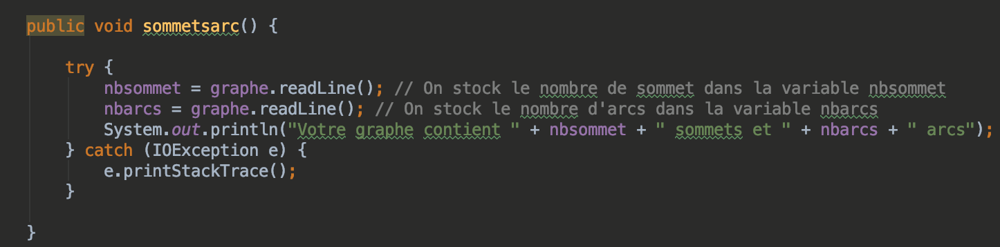 public void sommetsarc() {
try {
nbsommet = graphe.readLine(); // On stock le nombre de sommet dans la variable nbsommet
nbarcs = graphe.readLine(); // On stock le nombre d'arcs dans la variable nbarcs
System.out.println("Votre graphe contient " + nbsommet + " sommets et " + nbarcs + " arcs");
} catch (IOException e) {
e.printStackTrace();
}
}